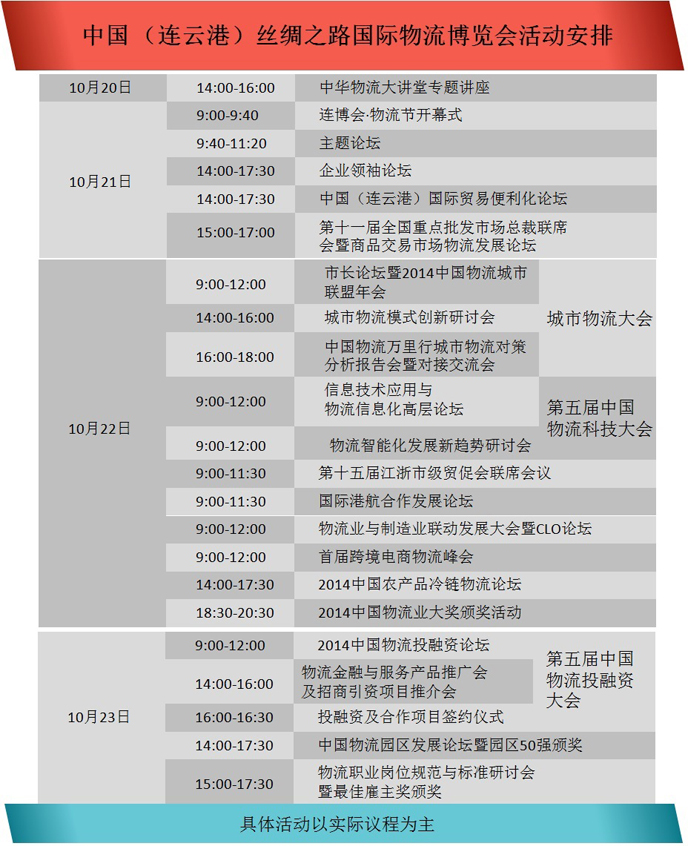 中国（连云港）丝绸之路国际物流博览会活动安排
10月20日
14:00-16:00
中华物流大讲堂专题讲座
10月21日
9:00-9:40
连博会·物流节开幕式
9:40-11:20
主题论坛
14:00-17:30
企业领袖论坛
14:00-17:30
中国（连云港）国际贸易便利化论坛
15:00-17:00
第十一届全国重点批发市场总裁联席
会暨商品交易市场物流发展论坛
10月22日
9:00-12:00
市长论坛暨2014中国物流城市
联盟年会
14:00-16:00
城市物流模式创新研讨会
16:00-18:00
中国物流万里行城市物流对策
分析报告会暨对接交流会
城市物流大会
9:00-12:00
信息技术应用与
物流信息化高层论坛
9:00-12:00
物流智能化发展新趋势研讨会
第五届中国
物流科技大会
9:00-11:30
第十五届江浙市级贸促会联席会议
9:00-11:30
国际港航合作发展论坛
9:00-12:00
物流业与制造业联动发展大会暨CLO论坛
9:00-12:00
首届跨境电商物流峰会
14:00-17:30
2014中国农产品冷链物流论坛
18:30-20:30
2014中国物流业大奖颁奖活动
10月23日
9:00-12:00
2014中国物流投融资论坛
14:00-16:00
物流金融与服务产品推广会
及招商引资项目推介会
16:00-16:30
投融资及合作项目签约仪式
第五届中国
物流投融资
大会
14:00-17:30
中国物流园区发展论坛暨园区50强颁奖
15:00-17:30
物流职业岗位规范与标准研讨会
暨最佳雇主奖颁奖
具体活动以实际议程为主